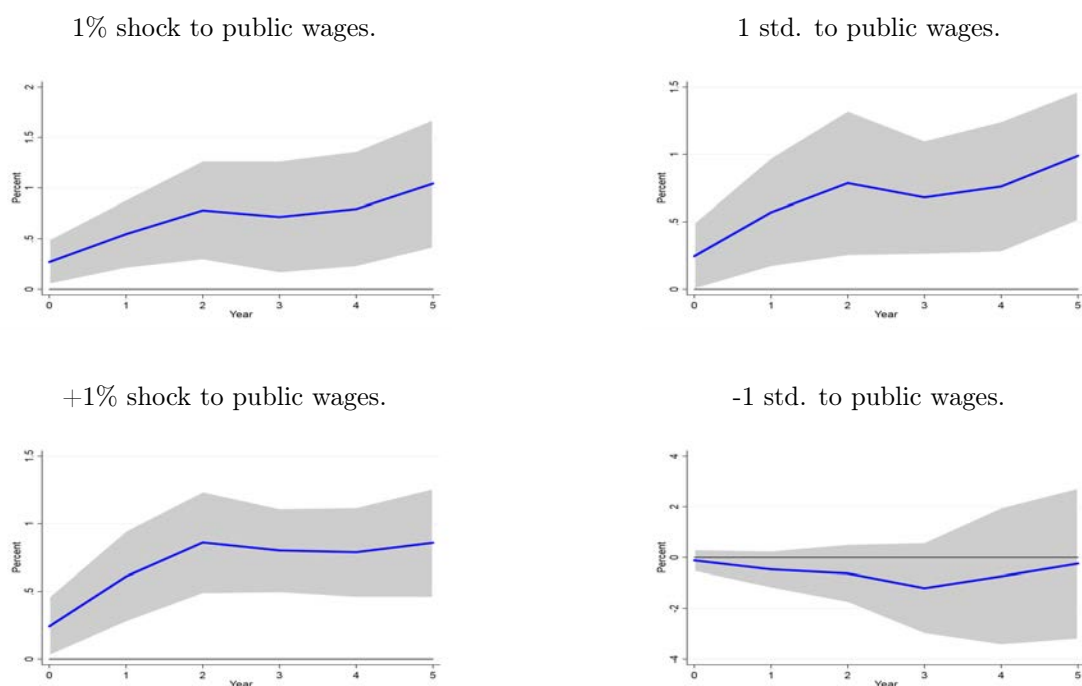 1% shock to public wages.
1 std. to public wages.
2
1.5
1
.5
0
Percent
0 1 2 3 4 5
Year
1.5
1
.5
0
Percent
0 1 2 3 4 5
Year
+1% shock to public wages.
-1 std. to public wages.
1.5
1
.5
0
Percent
0 1 2 3 4 5
Year
4
2
0
-2
-4
Percent
0 1 2 3 4 5
Year